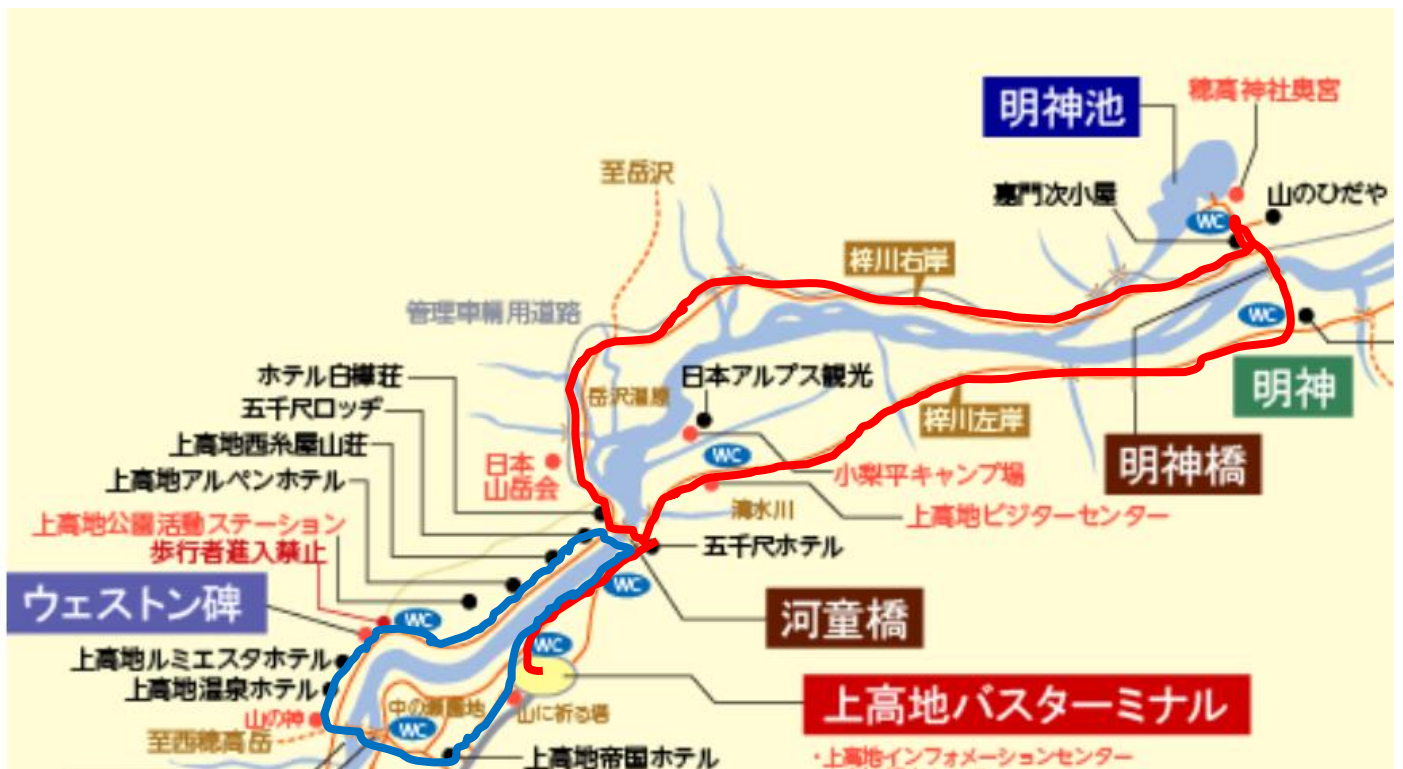 明神池
穂高神社奥宮
至岳沢
嘉門次小屋
山のひだや
WC
梓川右岸
管理車輌用道路
WC
ホテル白樺荘
岳沢湿原
日本アルプス観光
明神
五千尺ロッヂ
梓川左岸
上高地西糸屋山荘
WC
明神橋
日本
山岳会
小梨平キャンプ場
上高地アルペンホテル
清水川
上高地ビジターセンター
上高地公園活動ステーション
歩行者進入禁止
五千尺ホテル
WC
ウェストン碑
WC
河童橋
WC
上高地ルミエスタホテル
上高地温泉ホテル
山の神
中の瀬園地
山に祈る塔
上高地バスターミナル
WC
至西穂高岳
上高地帝国ホテル
・上高地インフォメーションセンター